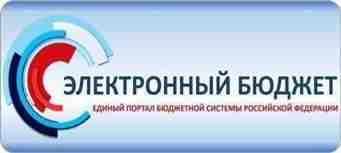 ЭЛЕКТРОННЫЙ БЮДЖЕТ
ЕДИНЫЙ ПОРТАЛ БЮДЖЕТНОЙ СИСТЕМЫ РОССИЙСКОЙ ФЕДЕРАЦИИ